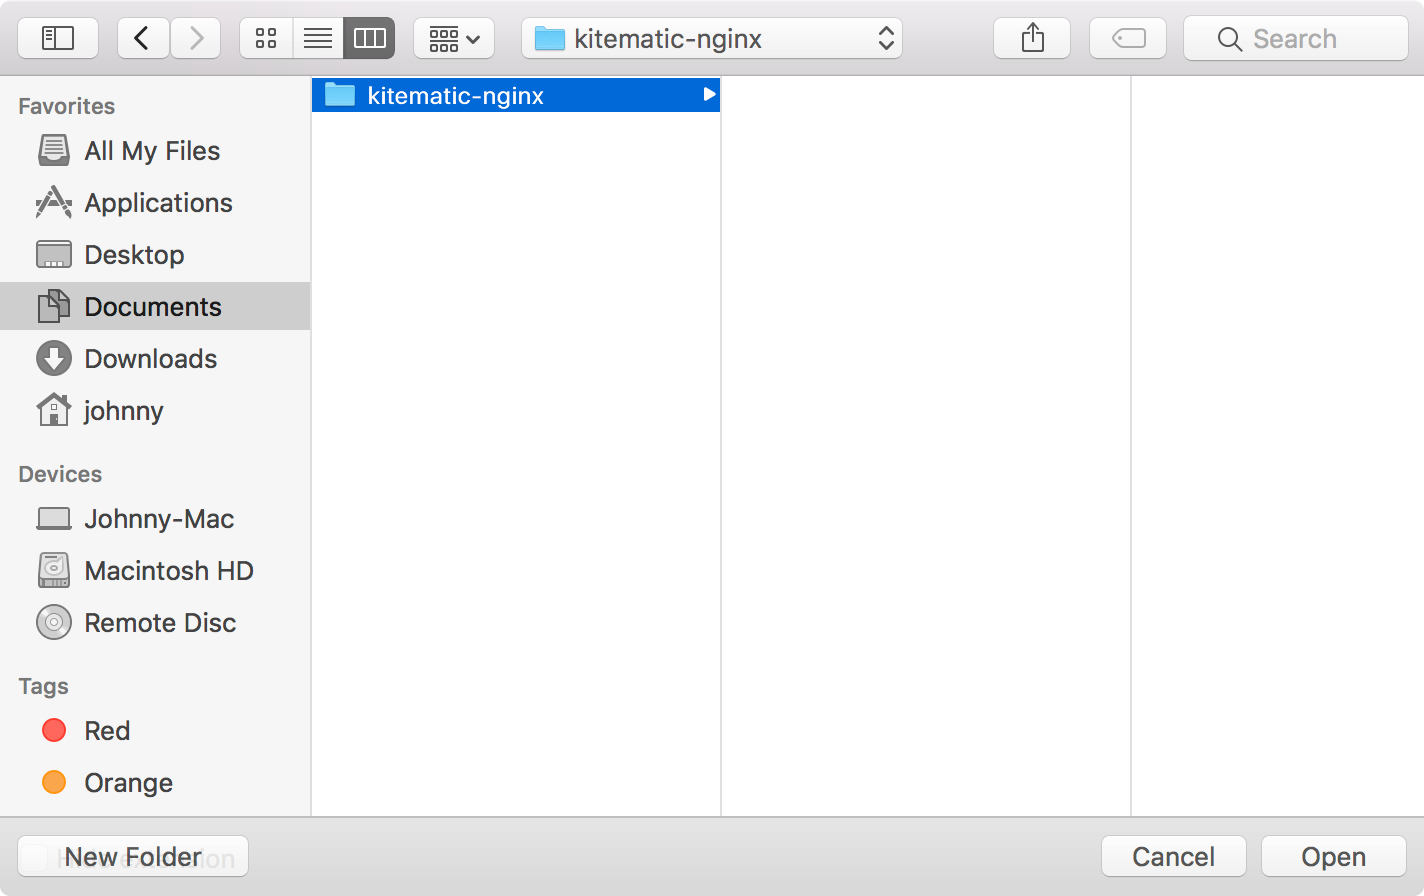 kitematic-nginx
Search
Favorites
All My Files
Applications
Desktop
Documents
Downloads
johnny
Devices
Johnny-Mac
Macintosh HD
Remote Disc
Tags
Red
Orange
kitematic-nginx
New Folder
Cancel
Open